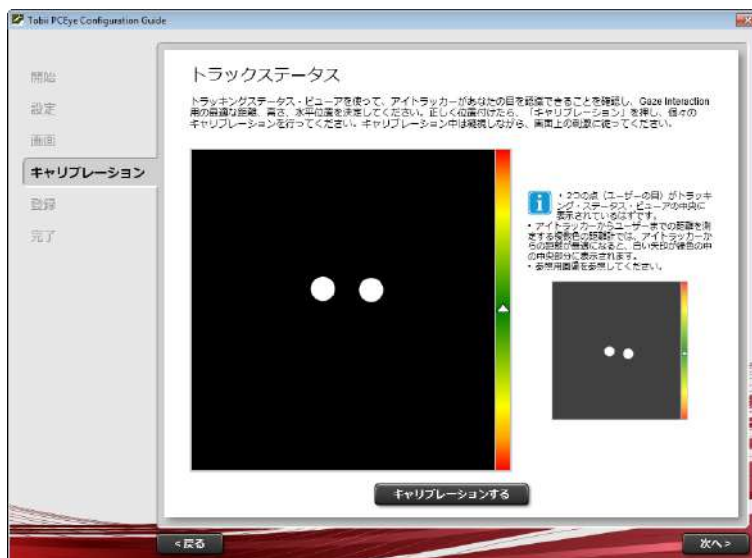 Tobii PCEye Configuration Guide
開始
設定
画面
キャリブレーション
登録
完了
トラックステータス
トラッキングステータス・ビューアを使って、アイトラッカーがあなたの目を認識できることを確認し、Gaze Interaction
用の最適な距離、高さ、水平位置を決定してください。正しく位置付けたら、「キャリブレーション」を押し、個々の
キャリブレーションを行ってください。キャリブレーション中は凝視しながら、画面上の刺激に従ってください。
・2つの点（ユーザーの目）がトラッキ
ング・ステータス・ビューアの中央に
表示されているはずです。
・アイトラッカーからユーザーまでの距離を測
定する複数色の距離計では、アイトラッカーか
らの距離が最適になると、白い矢印が緑色の中
の中央部分に表示されます。
・参照用画像を参照してください。
キャリブレーションする
<戻る
次へ>